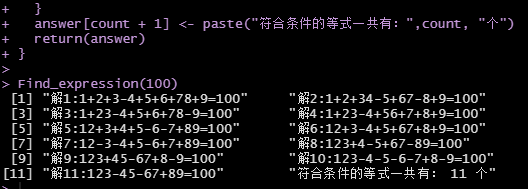 +   }
+   answer[count + 1] <- paste("符合条件的等式一共有：",count, "个")
+   return(answer)
+ }
>
> Find_expression(100)
[1] "解1:1+2+3-4+5+6+78+9=100" "解2:1+2+34-5+67-8+9=100"
[3] "解3:1+23-4+5+6+78-9=100" "解4:1+23-4+56+7+8+9=100"
[5] "解5:12+3+4+5-6-7+89=100" "解6:12+3-4+5+67+8+9=100"
[7] "解7:12-3-4+5-6+7+89=100" "解8:123+4-5+67-89=100"
[9] "解9:123+45-67+8-9=100" "解10:123-4-5-6-7+8-9=100"
[11] "解11:123-45-67+89=100" "符合条件的等式一共有： 11 个"
>